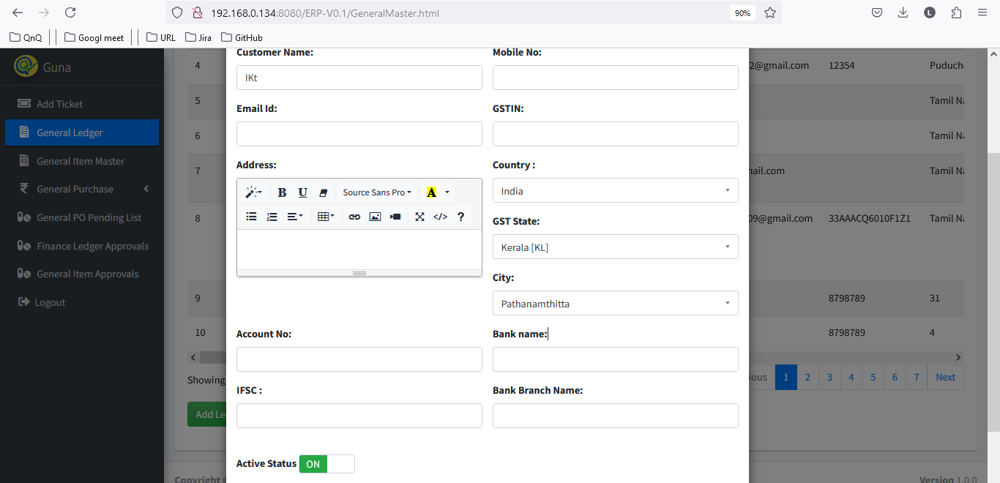 192.168.0.134:8080/ERP-V0.1/GeneralMaster.html
90%
L
QnQ
Googl meet
URL
Jira
GitHub
Guna
Add Ticket
General Ledger
General Item Master
General Purchase
General PO Pending List
Finance Ledger Approvals
General Item Approvals
Logout
4 2@gmail.com 12354 Puduch
5 Tamil Na
6 Tamil Na
7 mail.com Tamil Na
8 09@gmail.com 33AAACQ6010F1Z1 Tamil Na
9 8798789 31
10 8798789 4
Showing
ious 1 2 3 4 5 6 7 Next
Add Le
Customer Name: Mobile No:
IKt
Email Id: GSTIN:
Address: Country :
B U Source Sans Pro A
</> ?
India
GST State:
Kerala [KL]
City:
Pathanamthitta
Account No: Bank name:
IFSC : Bank Branch Name:
Active Status ON
Copyright ©
Version 1.0.0